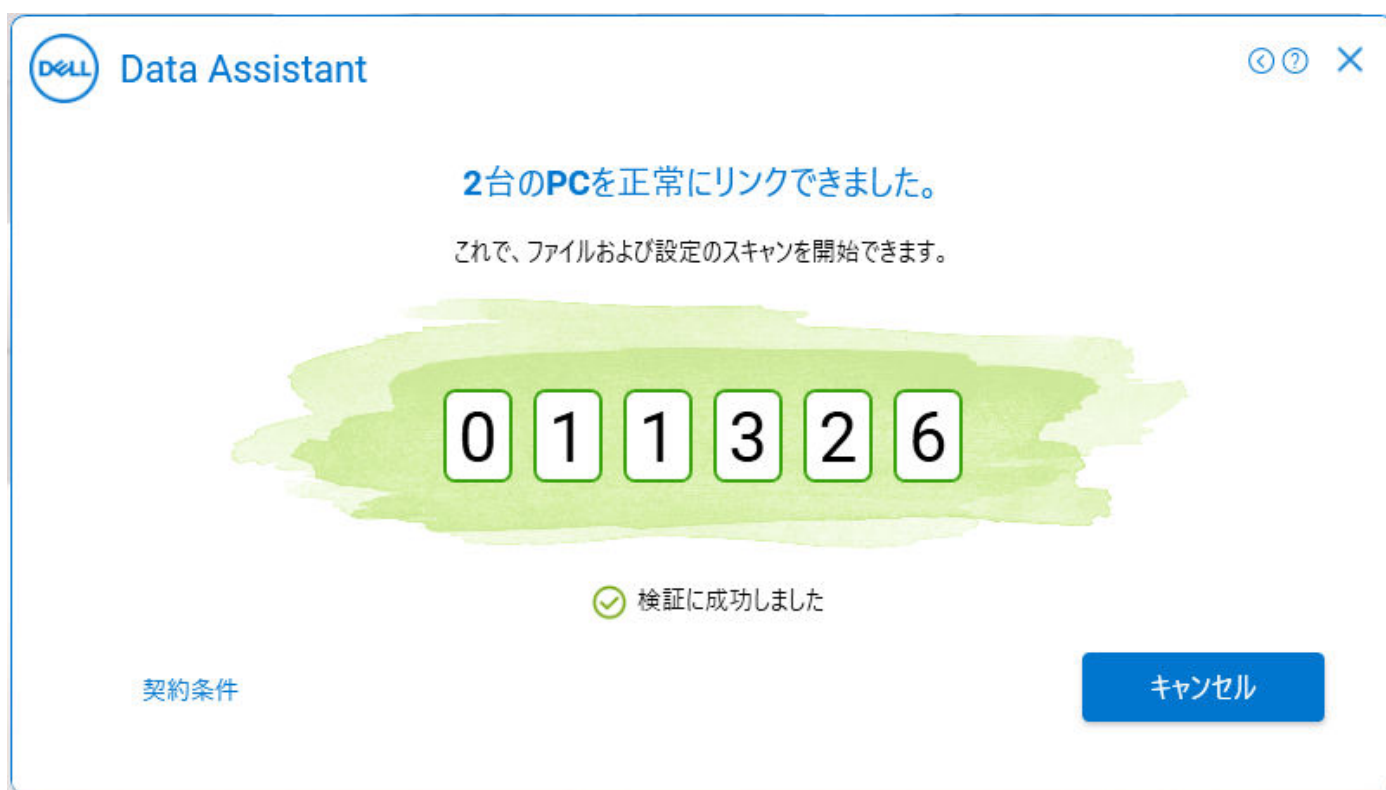 DELL Data Assistant
2台のPCを正常にリンクできました。
これで、ファイルおよび設定のスキャンを開始できます。
0 1 1 3 2 6
検証に成功しました
契約条件
キャンセル